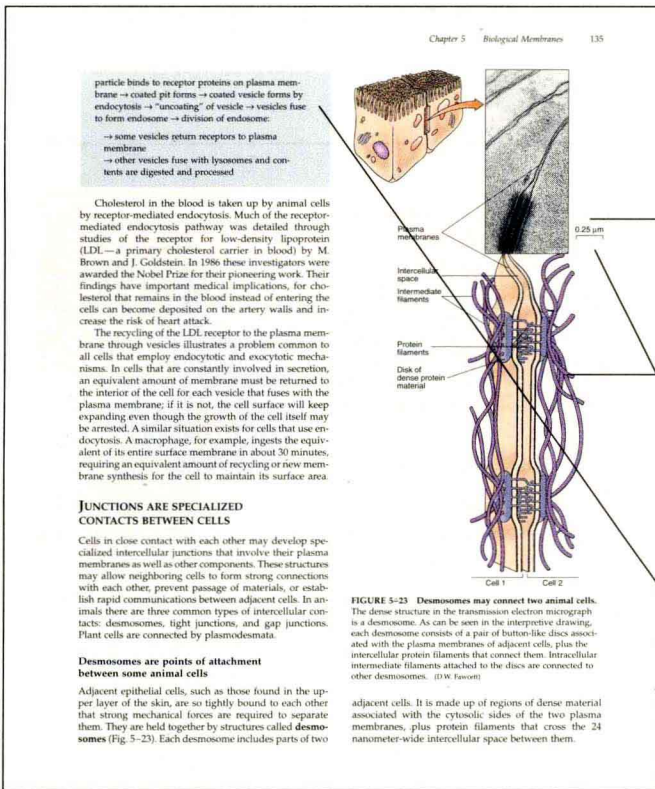 Chapter 5 Biological Membranes 135
particle binds to receptor proteins on plasma mem-
brane → coated pit forms → coated vesicle forms by
endocytosis → "uncoating" of vesicle → vesicles fuse
to form endosome → division of endosome:
→ some vesicles return receptors to plasma
membrane
→ other vesicles fuse with lysosomes and con-
tents are digested and processed
Cholesterol in the blood is taken up by animal cells
by receptor-mediated endocytosis. Much of the receptor-
mediated endocytosis pathway was detailed through
studies of the receptor for low-density lipoprotein
(LDL—a primary cholesterol carrier in blood) by M.
Brown and J. Goldstein. In 1986 these investigators were
awarded the Nobel Prize for their pioneering work. Their
findings have important medical implications, for cho-
lesterol that remains in the blood instead of entering the
cells can become deposited on the artery walls and in-
crease the risk of heart attack.
The recycling of the LDL receptor to the plasma mem-
brane through vesicles illustrates a problem common to
all cells that employ endocytotic and exocytotic mecha-
nisms. In cells that are constantly involved in secretion,
an equivalent amount of membrane must be returned to
the interior of the cell for each vesicle that fuses with the
plasma membrane; if it is not, the cell surface will keep
expanding even though the growth of the cell itself may
be arrested. A similar situation exists for cells that use en-
docytosis. A macrophage, for example, ingests the equiv-
alent of its entire surface membrane in about 30 minutes,
requiring an equivalent amount of recycling or new mem-
brane synthesis for the cell to maintain its surface area.
JUNCTIONS ARE SPECIALIZED
CONTACTS BETWEEN CELLS
Cells in close contact with each other may develop spe-
cialized intercellular junctions that involve their plasma
membranes as well as other components. These structures
may allow neighboring cells to form strong connections
with each other, prevent passage of materials, or estab-
lish rapid communications between adjacent cells. In an-
imals there are three common types of intercellular con-
tacts: desmosomes, tight junctions, and gap junctions.
Plant cells are connected by plasmodesmata.
Desmosomes are points of attachment
between some animal cells
Adjacent epithelial cells, such as those found in the up-
per layer of the skin, are so tightly bound to each other
that strong mechanical forces are required to separate
them. They are held together by structures called desmo-
somes (Fig. 5–23). Each desmosome includes parts of two
Plasma
membranes
0.25 µm
Intercellular
space
Intermediate
filaments
Protein
filaments
Disk of
dense protein
material
Cell 1 Cell 2
FIGURE 5–23 Desmosomes may connect two animal cells.
The dense structure in the transmission electron micrograph
is a desmosome. As can be seen in the interpretive drawing,
each desmosome consists of a pair of button-like discs associ-
ated with the plasma membranes of adjacent cells, plus the
intercellular protein filaments that connect them. Intracellular
intermediate filaments attached to the discs are connected to
other desmosomes. (D.W. Fawcett)
adjacent cells. It is made up of regions of dense material
associated with the cytosolic sides of the two plasma
membranes, plus protein filaments that cross the 24
nanometer-wide intercellular space between them.